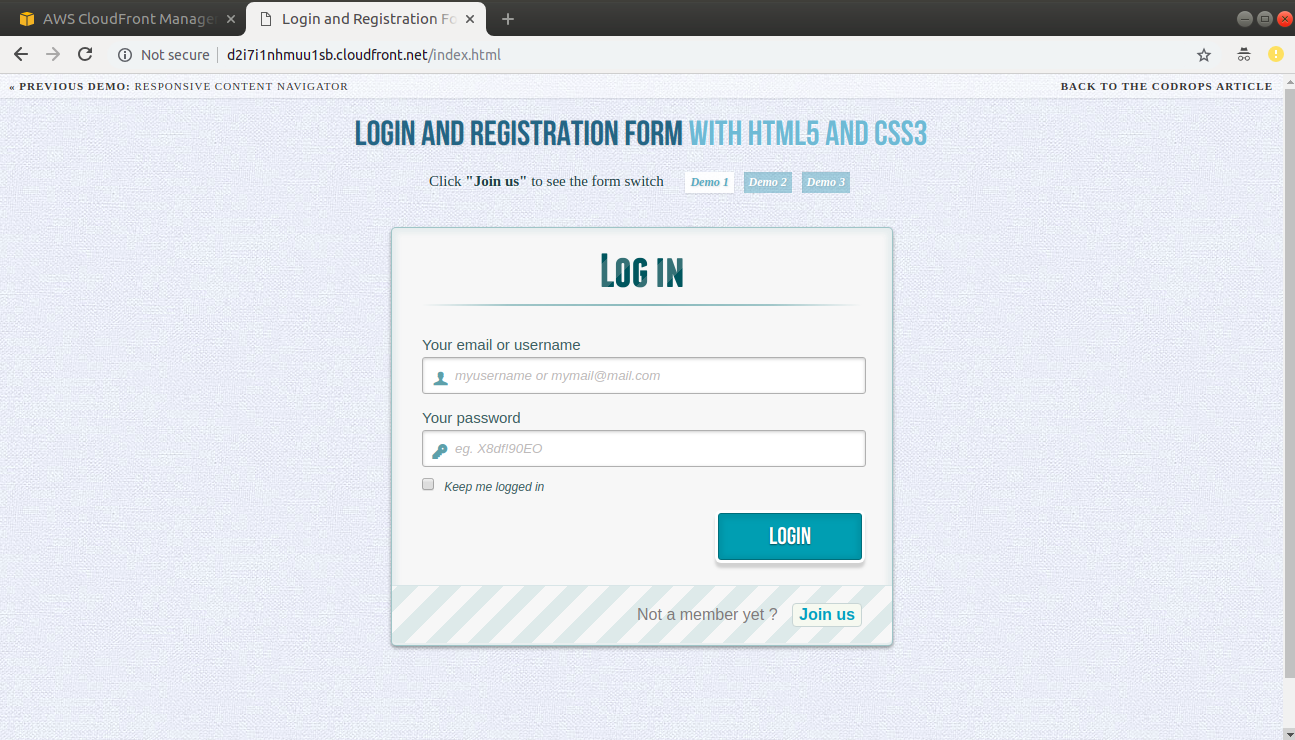 AWS CloudFront Manage
Login and Registration Fo
Not secure
d2i7i1nhmuu1sb.cloudfront.net/index.html
« PREVIOUS DEMO: RESPONSIVE CONTENT NAVIGATOR
BACK TO THE CODROPS ARTICLE
LOGIN AND REGISTRATION FORM WITH HTML5 AND CSS3
Click "Join us" to see the form switch
Demo 1
Demo 2
Demo 3
LOG IN
Your email or username
myusername or mymail@mail.com
Your password
eg. X8df!90EO
Keep me logged in
LOGIN
Not a member yet ?
Join us